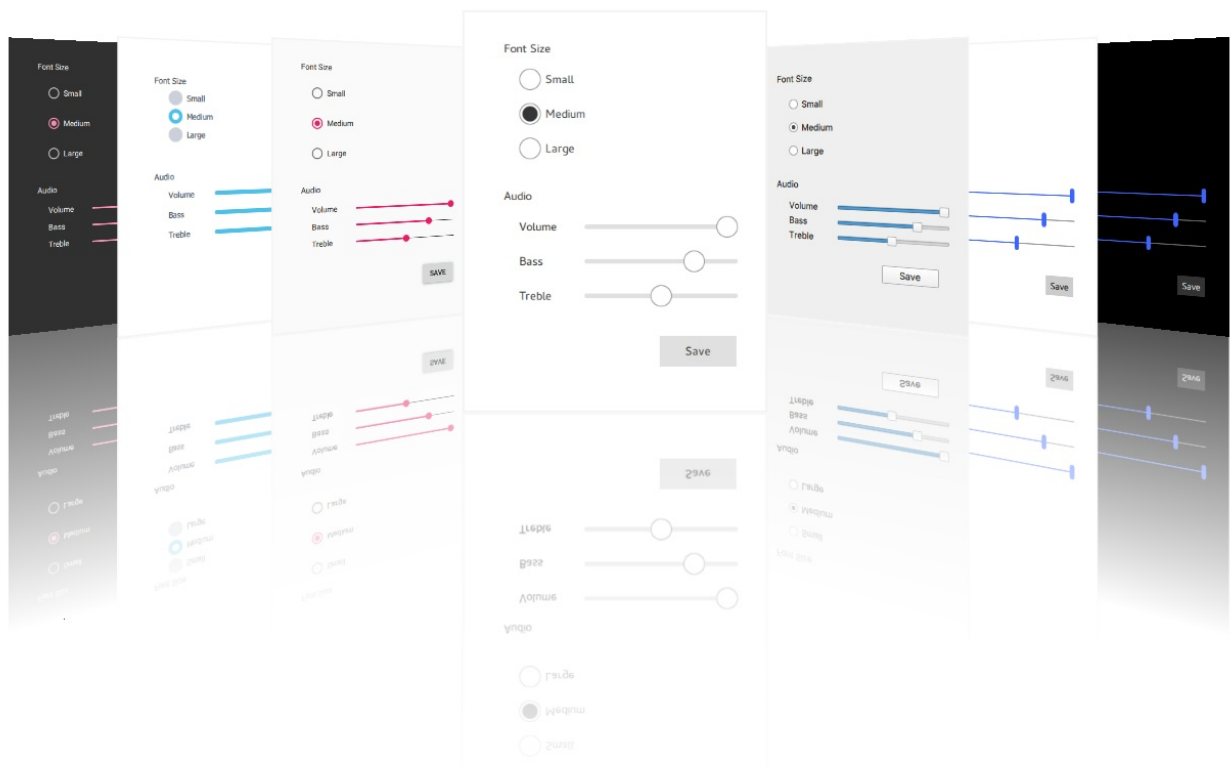 Font Size
Small
Medium
Large
Audio
Volume
Bass
Treble
Font Size
Small
Medium
Large
Audio
Volume
Bass
Treble
Font Size
Small
Medium
Large
Audio
Volume
Bass
Treble
SAVE
Font Size
Small
Medium
Large
Audio
Volume
Bass
Treble
Save
Font Size
Small
Medium
Large
Audio
Volume
Bass
Treble
Save
Save
Save